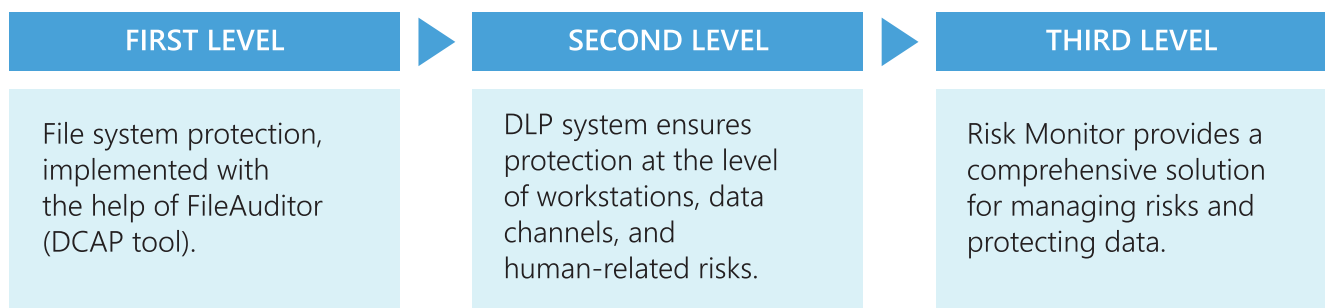 FIRST LEVEL
File system protection,
implemented with
the help of FileAuditor
(DCAP tool).
SECOND LEVEL
DLP system ensures
protection at the level
of workstations, data
channels, and
human-related risks.
THIRD LEVEL
Risk Monitor provides a
comprehensive solution
for managing risks and
protecting data.